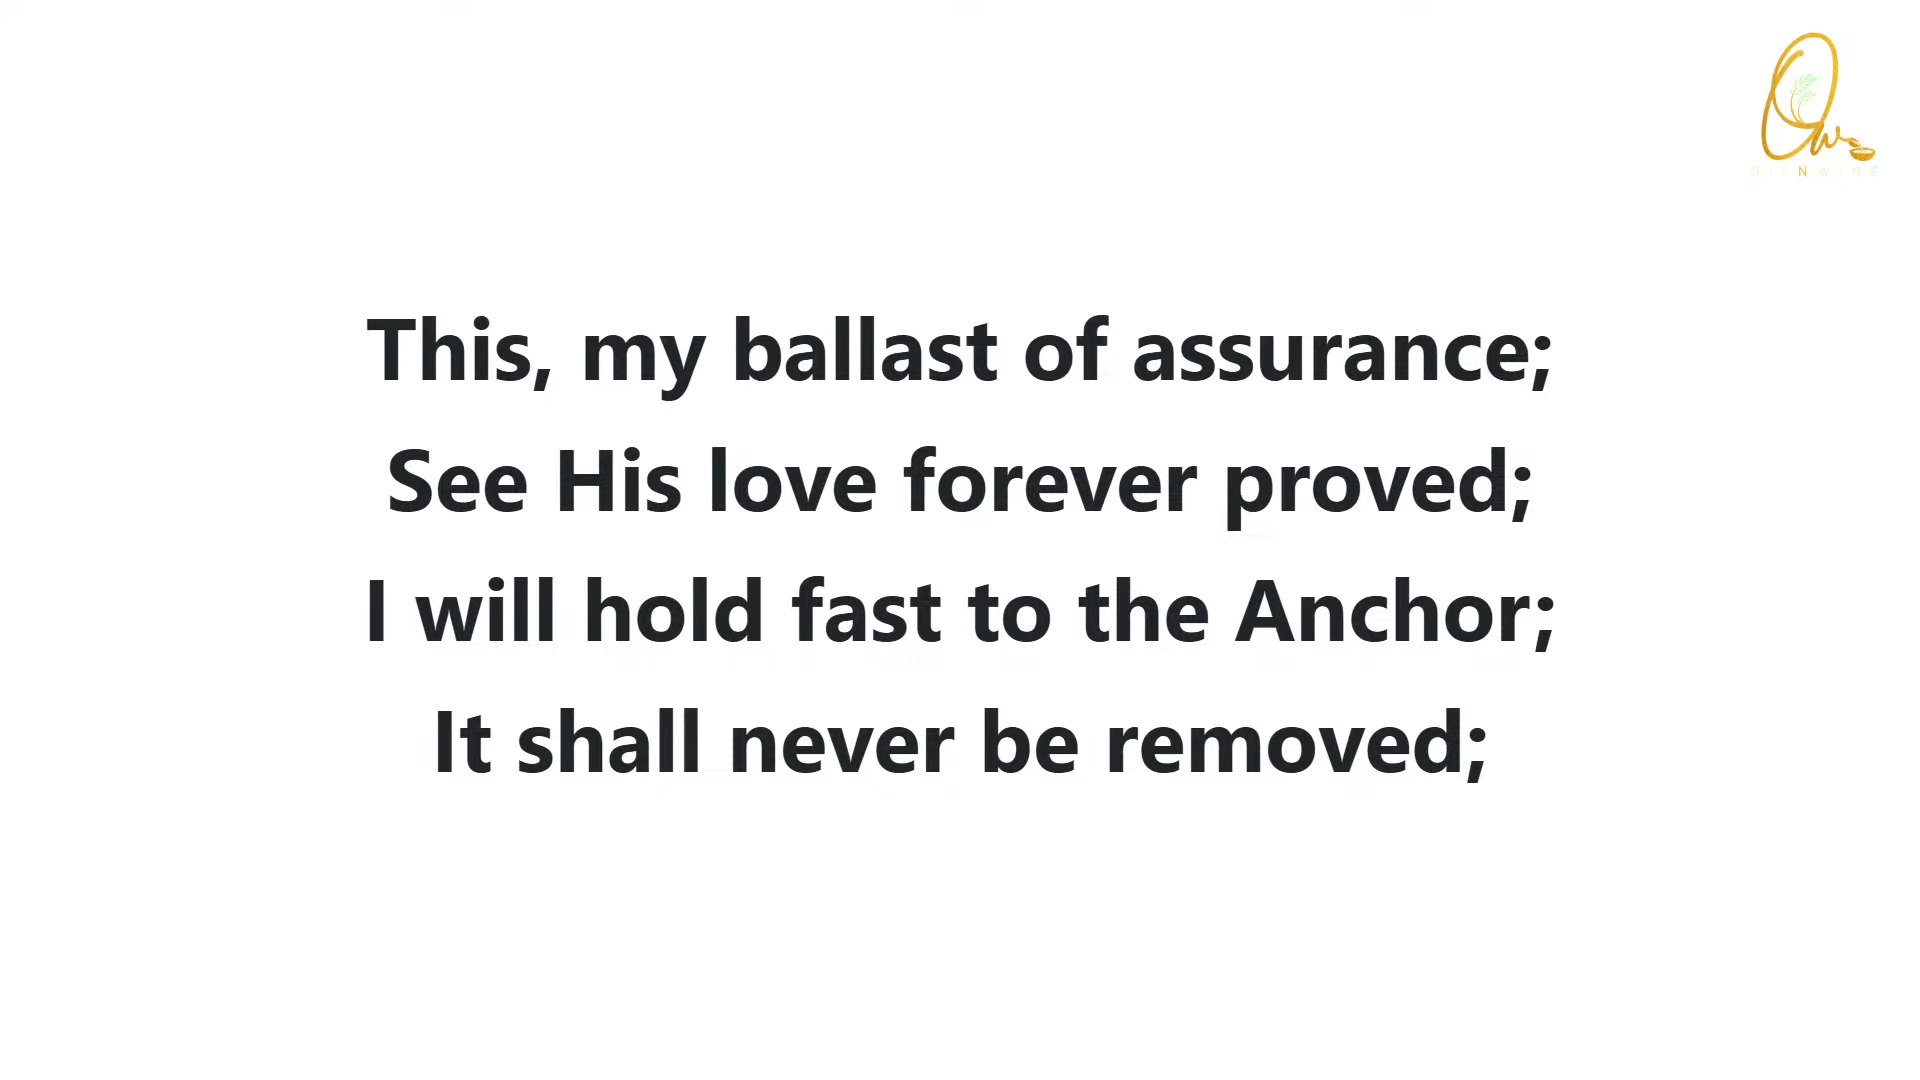 This, my ballast of assurance;
See His love forever proved;
I will hold fast to the Anchor;
It shall never be removed;